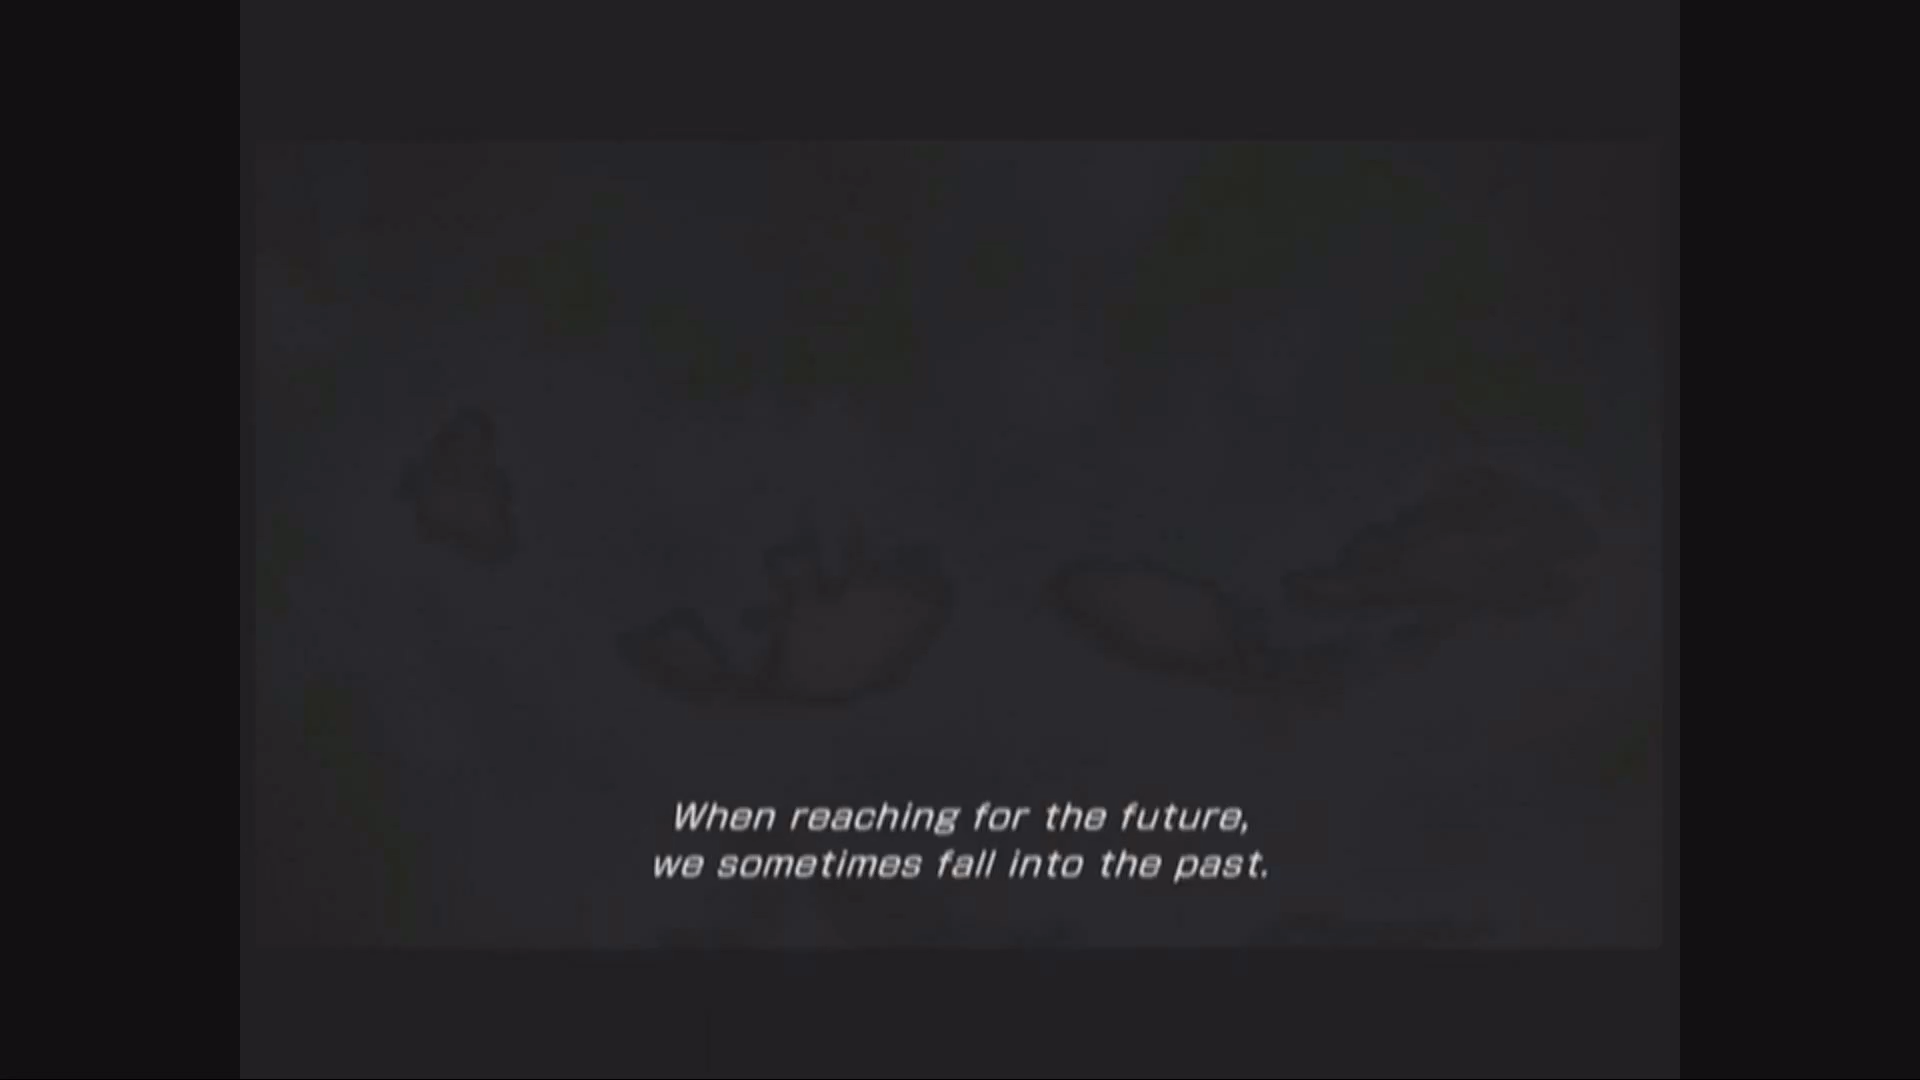 When reaching for the future,
we sometimes fall into the past.